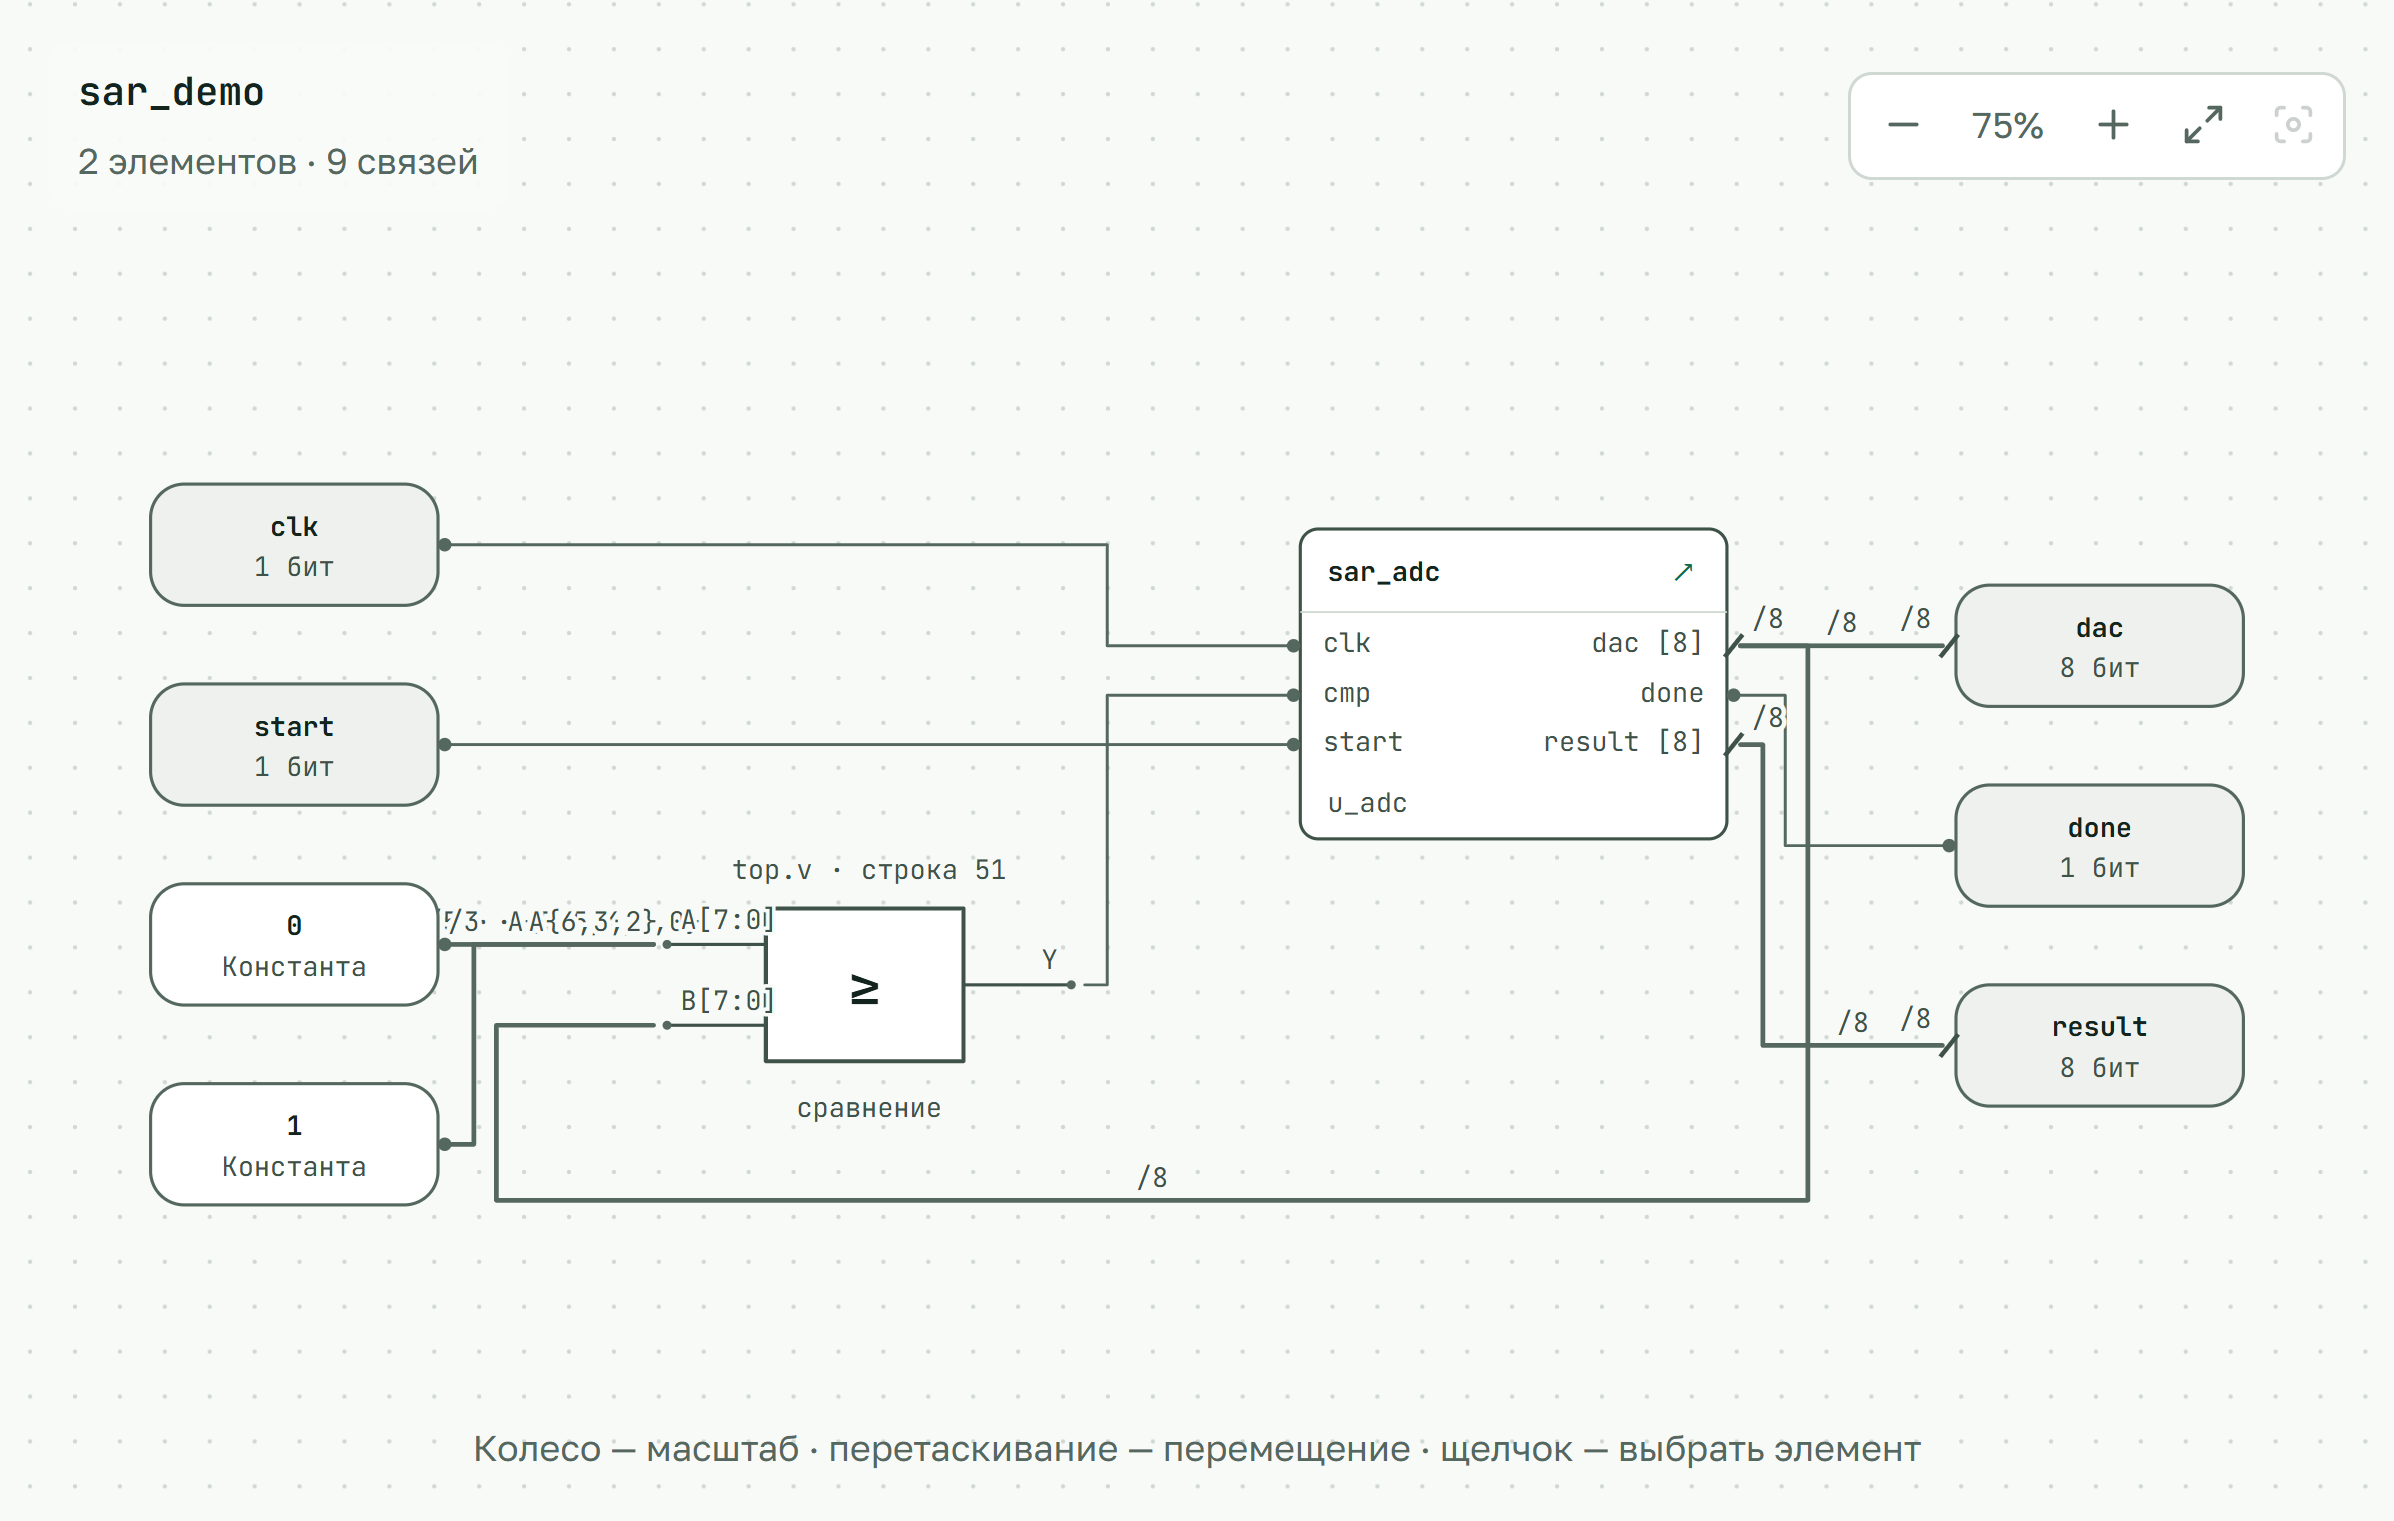 sar_demo
2 элементов · 9 связей
75%
clk
1 бит
start
1 бит
0
Константа
1
Константа
top.v · строка 51
A[7:0]
B[7:0]
≥
Y
сравнение
sar_adc ↗
clk dac [8]
cmp done
start result [8]
u_adc
/8 /8 /8
/8
/8 /8
/8
dac
8 бит
done
1 бит
result
8 бит
Колесо — масштаб · перетаскивание — перемещение · щелчок — выбрать элемент